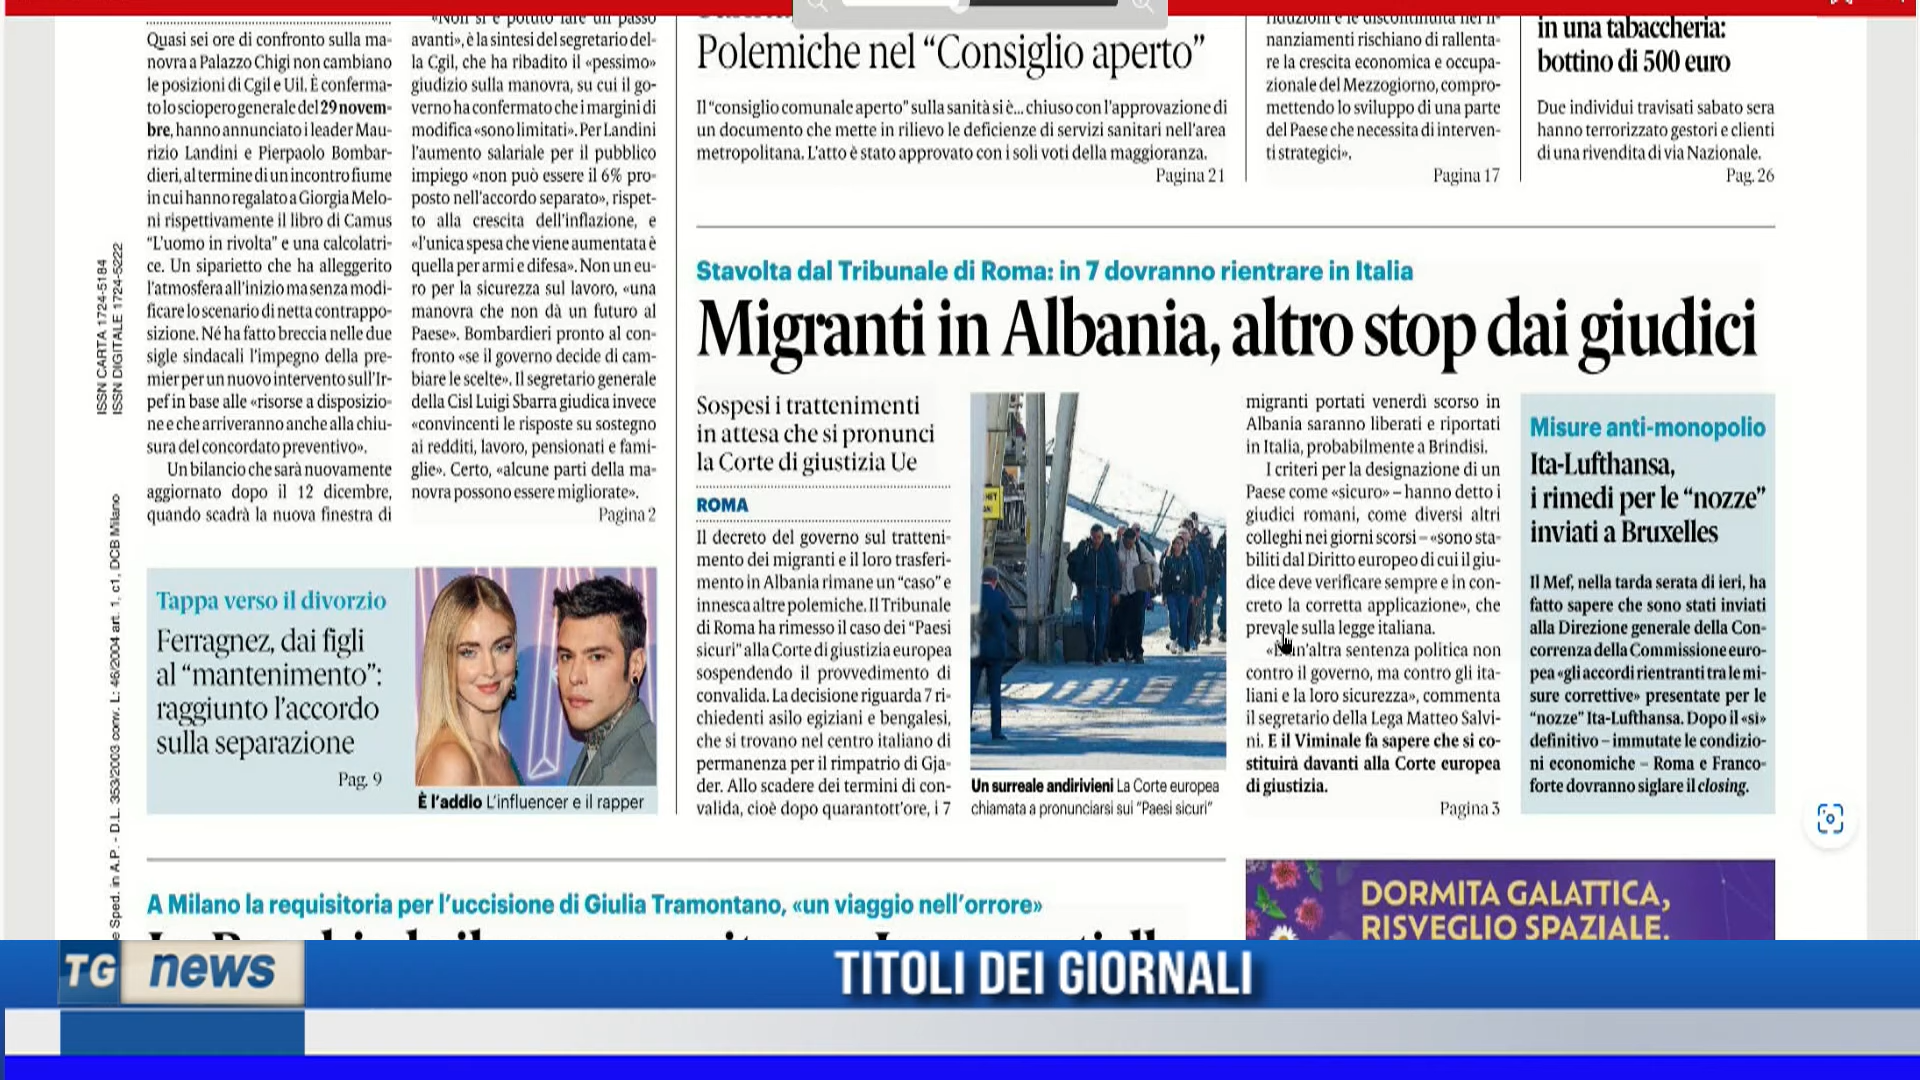 Quasi sei ore di confronto sulla ma-
novra a Palazzo Chigi non cambiano
le posizioni di Cgil e Uil. È conferma-
to lo sciopero generale del 29 novem-
bre, hanno annunciato i leader Mau-
rizio Landini e Pierpaolo Bombar-
dieri, al termine di un incontro fiume
in cui hanno regalato a Giorgia Melo-
ni rispettivamente il libro di Camus
“L’uomo in rivolta” e una calcolatri-
ce. Un siparietto che ha alleggerito
l’atmosfera all’inizio ma senza modi-
ficare lo scenario di netta contrappo-
sizione. Né ha fatto breccia nelle due
sigle sindacali l’impegno della pre-
mier per un nuovo intervento sull’Ir-
pef in base alle «risorse a disposizio-
ne e che arriveranno anche alla chiu-
sura del concordato preventivo».
Un bilancio che sarà nuovamente
aggiornato dopo il 12 dicembre,
quando scadrà la nuova finestra di
«Non si è potuto fare un passo
avanti», è la sintesi del segretario del-
la Cgil, che ha ribadito il «pessimo»
giudizio sulla manovra, su cui il go-
verno ha confermato che i margini di
modifica «sono limitati». Per Landini
l’aumento salariale per il pubblico
impiego «non può essere il 6% pro-
posto nell’accordo separato», rispet-
to alla crescita dell’inflazione, e
«l’unica spesa che viene aumentata è
quella per armi e difesa». Non un eu-
ro per la sicurezza sul lavoro, «una
manovra che non dà un futuro al
Paese». Bombardieri pronto al con-
fronto «se il governo decide di cam-
biare le scelte». Il segretario generale
della Cisl Luigi Sbarra giudica invece
«convincenti le risposte su sostegno
ai redditi, lavoro, pensionati e fami-
glie». Certo, «alcune parti della ma-
novra possono essere migliorate».
Pagina 2
Polemiche nel “Consiglio aperto”
Il “consiglio comunale aperto” sulla sanità si è... chiuso con l’approvazione di
un documento che mette in rilievo le deficienze di servizi sanitari nell’area
metropolitana. L’atto è stato approvato con i soli voti della maggioranza.
Pagina 21
riduzioni e le discontinuità nei fi-
nanziamenti rischiano di rallenta-
re la crescita economica e occupa-
zionale del Mezzogiorno, compro-
mettendo lo sviluppo di una parte
del Paese che necessita di interven-
ti strategici».
Pagina 17
in una tabaccheria:
bottino di 500 euro
Due individui travisati sabato sera
hanno terrorizzato gestori e clienti
di una rivendita di via Nazionale.
Pag. 26
ISSN CARTA 1724-5184
ISSN DIGITALE 1724-5222
e Sped. in A.P. - D.L. 353/2003 conv. L. 46/2004 art. 1, c1, DCB Milano
Stavolta dal Tribunale di Roma: in 7 dovranno rientrare in Italia
Migranti in Albania, altro stop dai giudici
Sospesi i trattenimenti
in attesa che si pronunci
la Corte di giustizia Ue
ROMA
Il decreto del governo sul tratteni-
mento dei migranti e il loro trasferi-
mento in Albania rimane un “caso” e
innesca altre polemiche. Il Tribunale
di Roma ha rimesso il caso dei “Paesi
sicuri” alla Corte di giustizia europea
sospendendo il provvedimento di
convalida. La decisione riguarda 7 ri-
chiedenti asilo egiziani e bengalesi,
che si trovano nel centro italiano di
permanenza per il rimpatrio di Gja-
der. Allo scadere dei termini di con-
valida, cioè dopo quarantott’ore, i 7
Un surreale andirivieni La Corte europea
chiamata a pronunciarsi sui “Paesi sicuri”
migranti portati venerdì scorso in
Albania saranno liberati e riportati
in Italia, probabilmente a Brindisi.
I criteri per la designazione di un
Paese come «sicuro» – hanno detto i
giudici romani, come diversi altri
colleghi nei giorni scorsi – «sono sta-
biliti dal Diritto europeo di cui il giu-
dice deve verificare sempre e in con-
creto la corretta applicazione», che
prevale sulla legge italiana.
un’altra sentenza politica non
contro il governo, ma contro gli ita-
liani e la loro sicurezza», commenta
il segretario della Lega Matteo Salvi-
ni. E il Viminale fa sapere che si co-
stituirà davanti alla Corte europea
di giustizia.
Pagina 3
Misure anti-monopolio
Ita-Lufthansa,
i rimedi per le “nozze”
inviati a Bruxelles
Il Mef, nella tarda serata di ieri, ha
fatto sapere che sono stati inviati
alla Direzione generale della Con-
correnza della Commissione euro-
pea «gli accordi rientranti tra le mi-
sure correttive» presentate per le
“nozze” Ita-Lufthansa. Dopo il «sì»
definitivo – immutate le condizio-
ni economiche – Roma e Franco-
forte dovranno siglare il closing.
Tappa verso il divorzio
Ferragnez, dai figli
al “mantenimento”:
raggiunto l’accordo
sulla separazione
Pag. 9
È l’addio L’influencer e il rapper
A Milano la requisitoria per l’uccisione di Giulia Tramontano, «un viaggio nell’orrore»
DORMITA GALATTICA,
RISVEGLIO SPAZIALE.
TG news
TITOLI DEI GIORNALI